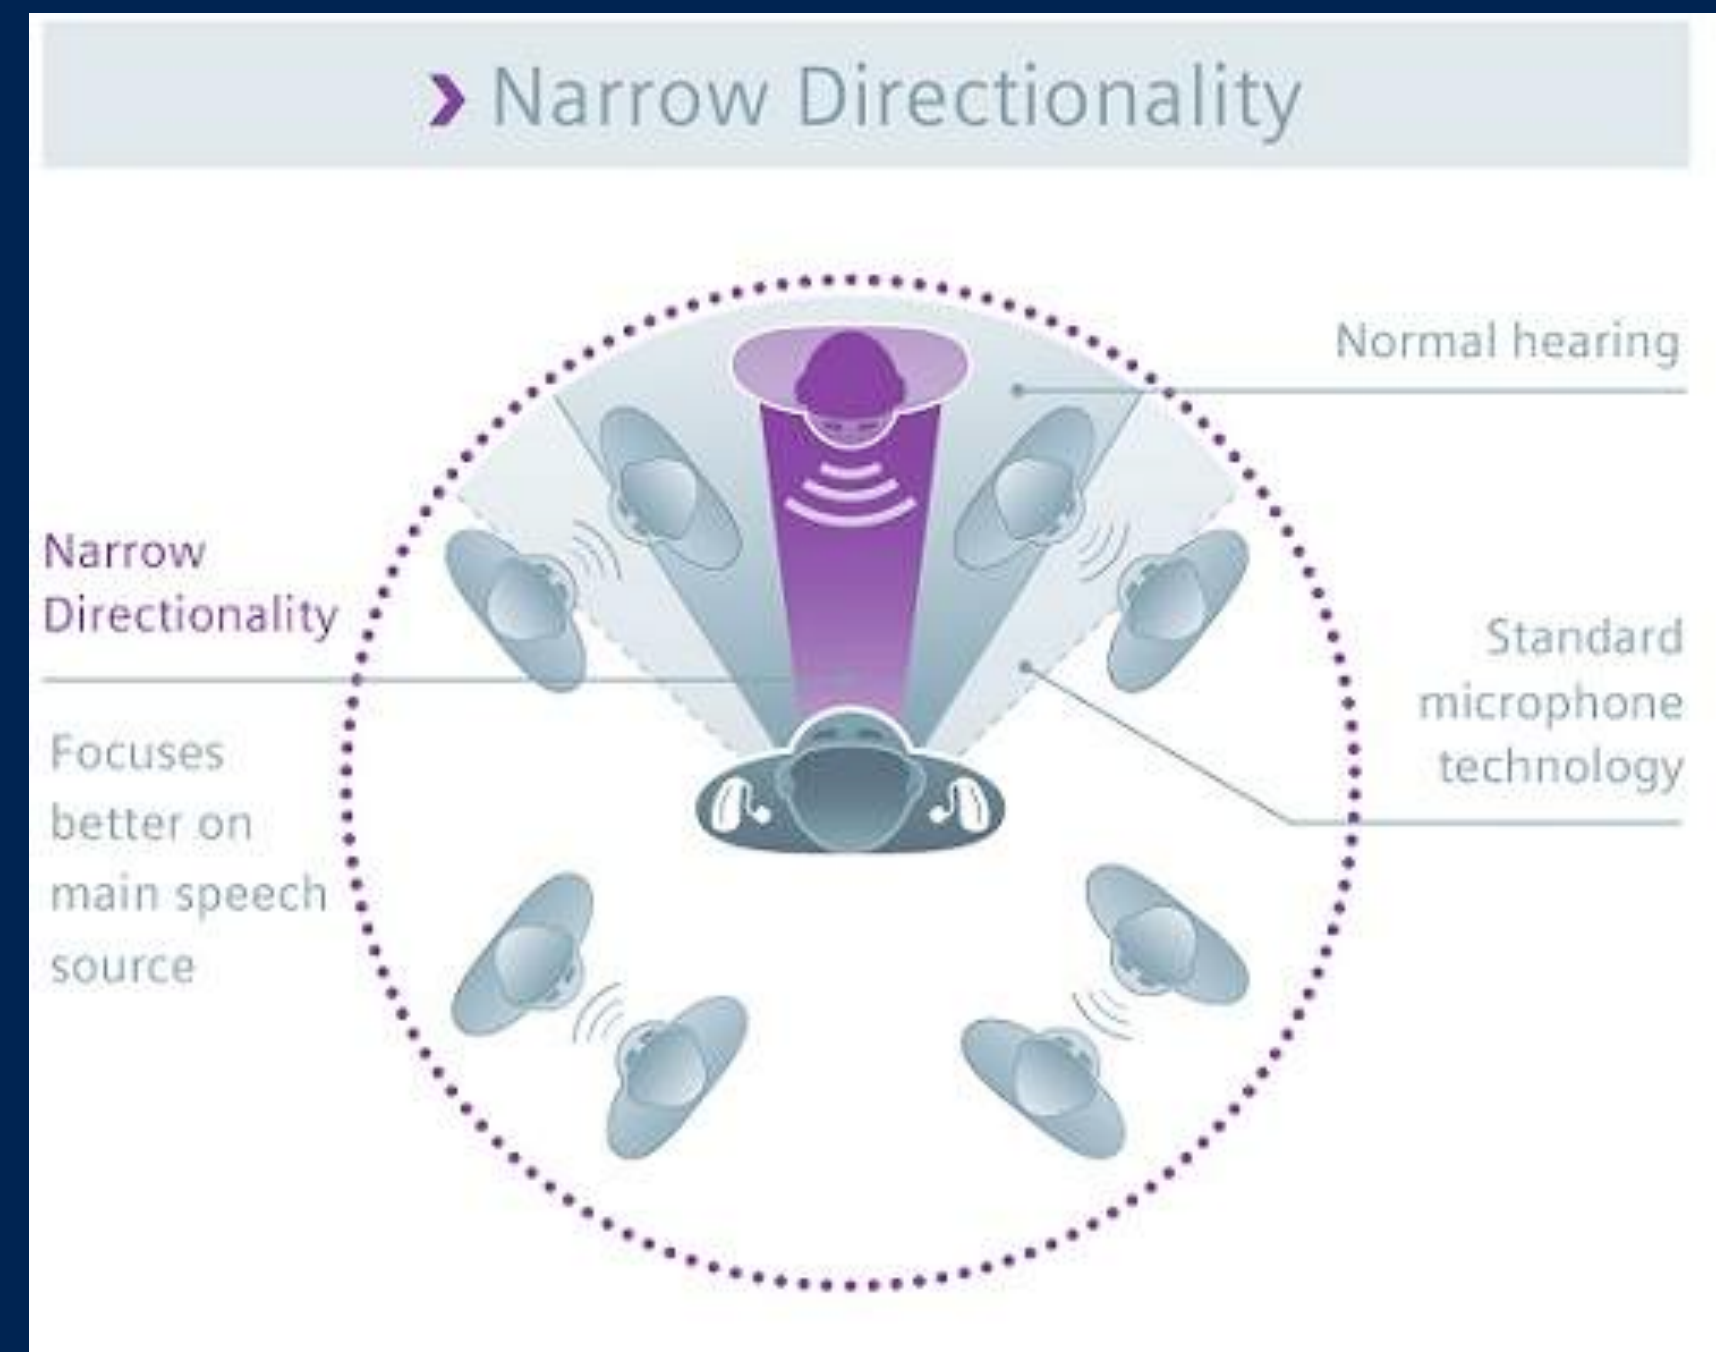 Narrow Directionality
Normal hearing
Narrow
Directionality
Focuses
better on
main speech
source
Standard
microphone
technology